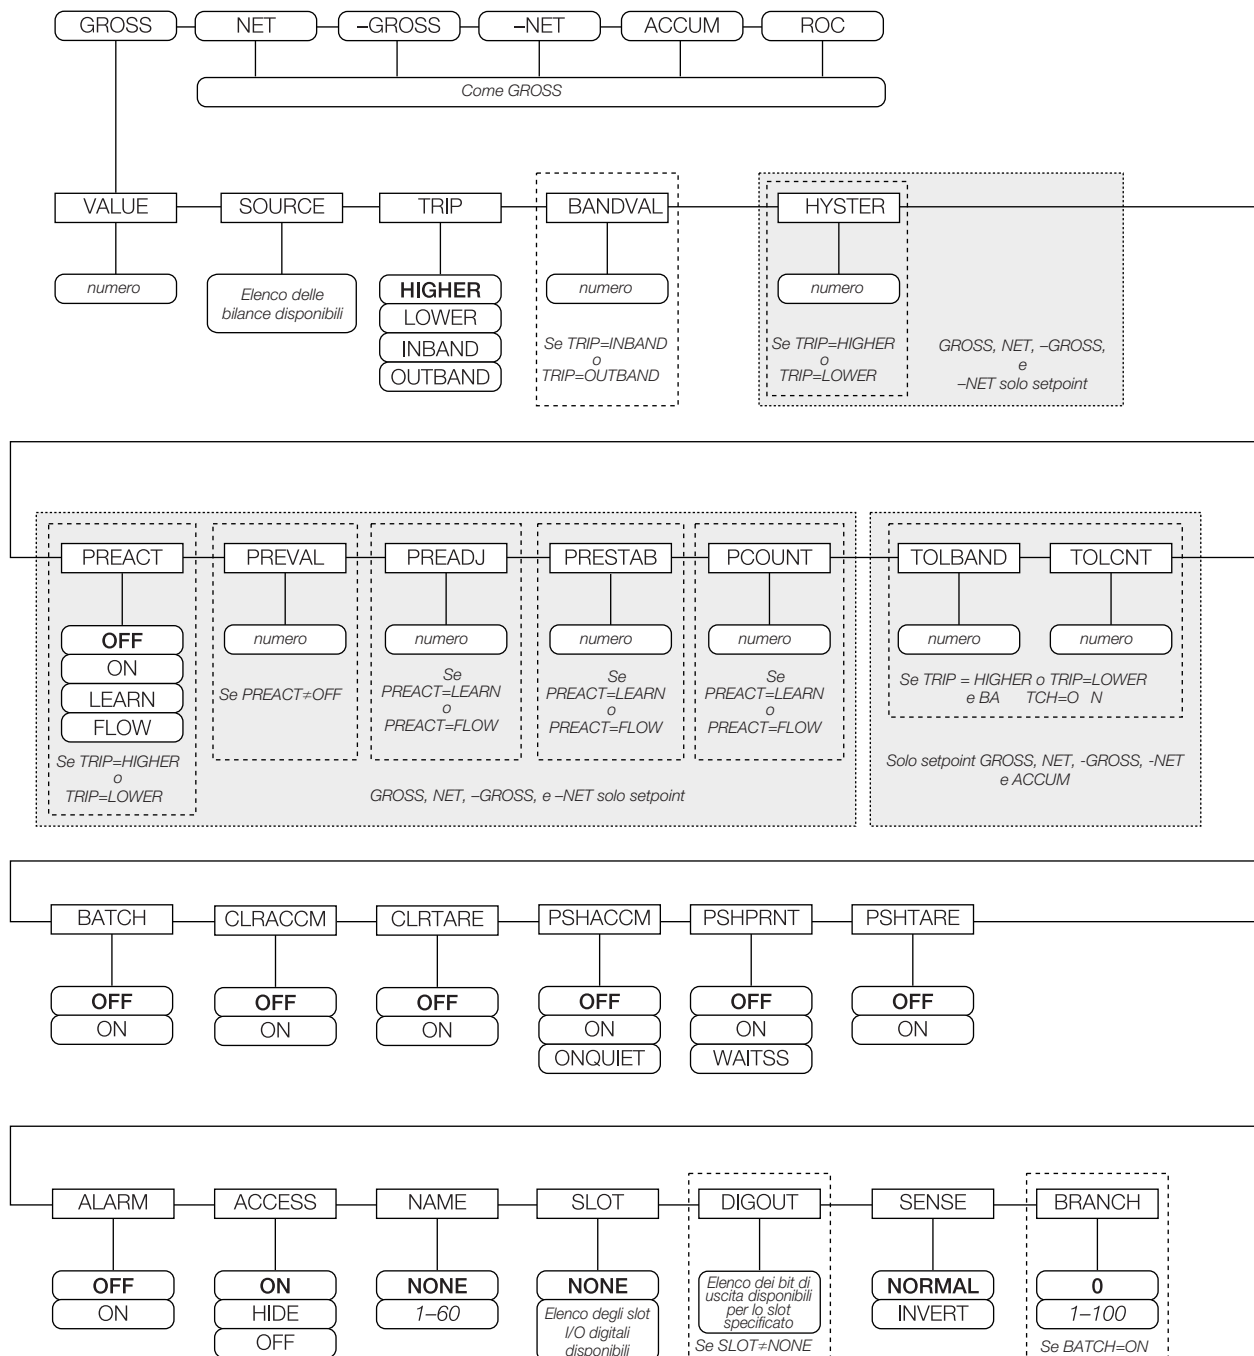 GROSS NET –GROSS –NET ACCUM ROC
Come GROSS
VALUE SOURCE TRIP BANDVAL HYSTER
numero
Elenco delle
bilance disponibili
HIGHER
LOWER
INBAND
OUTBAND
numero
Se TRIP=INBAND
o
TRIP=OUTBAND
numero
Se TRIP=HIGHER
o
TRIP=LOWER
GROSS, NET, –GROSS,
e
–NET solo setpoint
PREACT PREVAL PREADJ PRESTAB PCOUNT TOLBAND TOLCNT
OFF
ON
LEARN
FLOW
Se TRIP=HIGHER
o
TRIP=LOWER
numero
Se PREACT≠OFF
numero
Se
PREACT=LEARN
o
PREACT=FLOW
numero
Se
PREACT=LEARN
o
PREACT=FLOW
numero
Se
PREACT=LEARN
o
PREACT=FLOW
GROSS, NET, –GROSS, e –NET solo setpoint
numero numero
Se TRIP = HIGHER o TRIP=LOWER
e BA TCH=O N
Solo setpoint GROSS, NET, -GROSS, -NET
e ACCUM
BATCH CLRACCM CLRTARE PSHACCM PSHPRNT PSHTARE
OFF
ON
OFF
ON
OFF
ON
OFF
ON
ONQUIET
OFF
ON
WAITSS
OFF
ON
ALARM ACCESS NAME SLOT DIGOUT SENSE BRANCH
OFF
ON
ON
HIDE
OFF
NONE
1–60
NONE
Elenco degli slot
I/O digitali
disponibili
Elenco dei bit di
uscita disponibili
per lo slot
specificato
Se SLOT≠NONE
NORMAL
INVERT
0
1–100
Se BATCH=ON